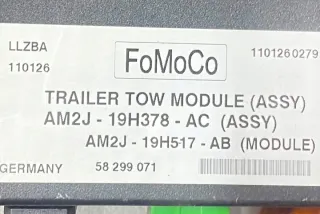 LLZBA
110126
FoMoCo
1101260279
TRAILER TOW MODULE (ASSY)
AM2J - 19H378 - AC (ASSY)
AM2J - 19H517 - AB (MODULE)
GERMANY 58 299 071